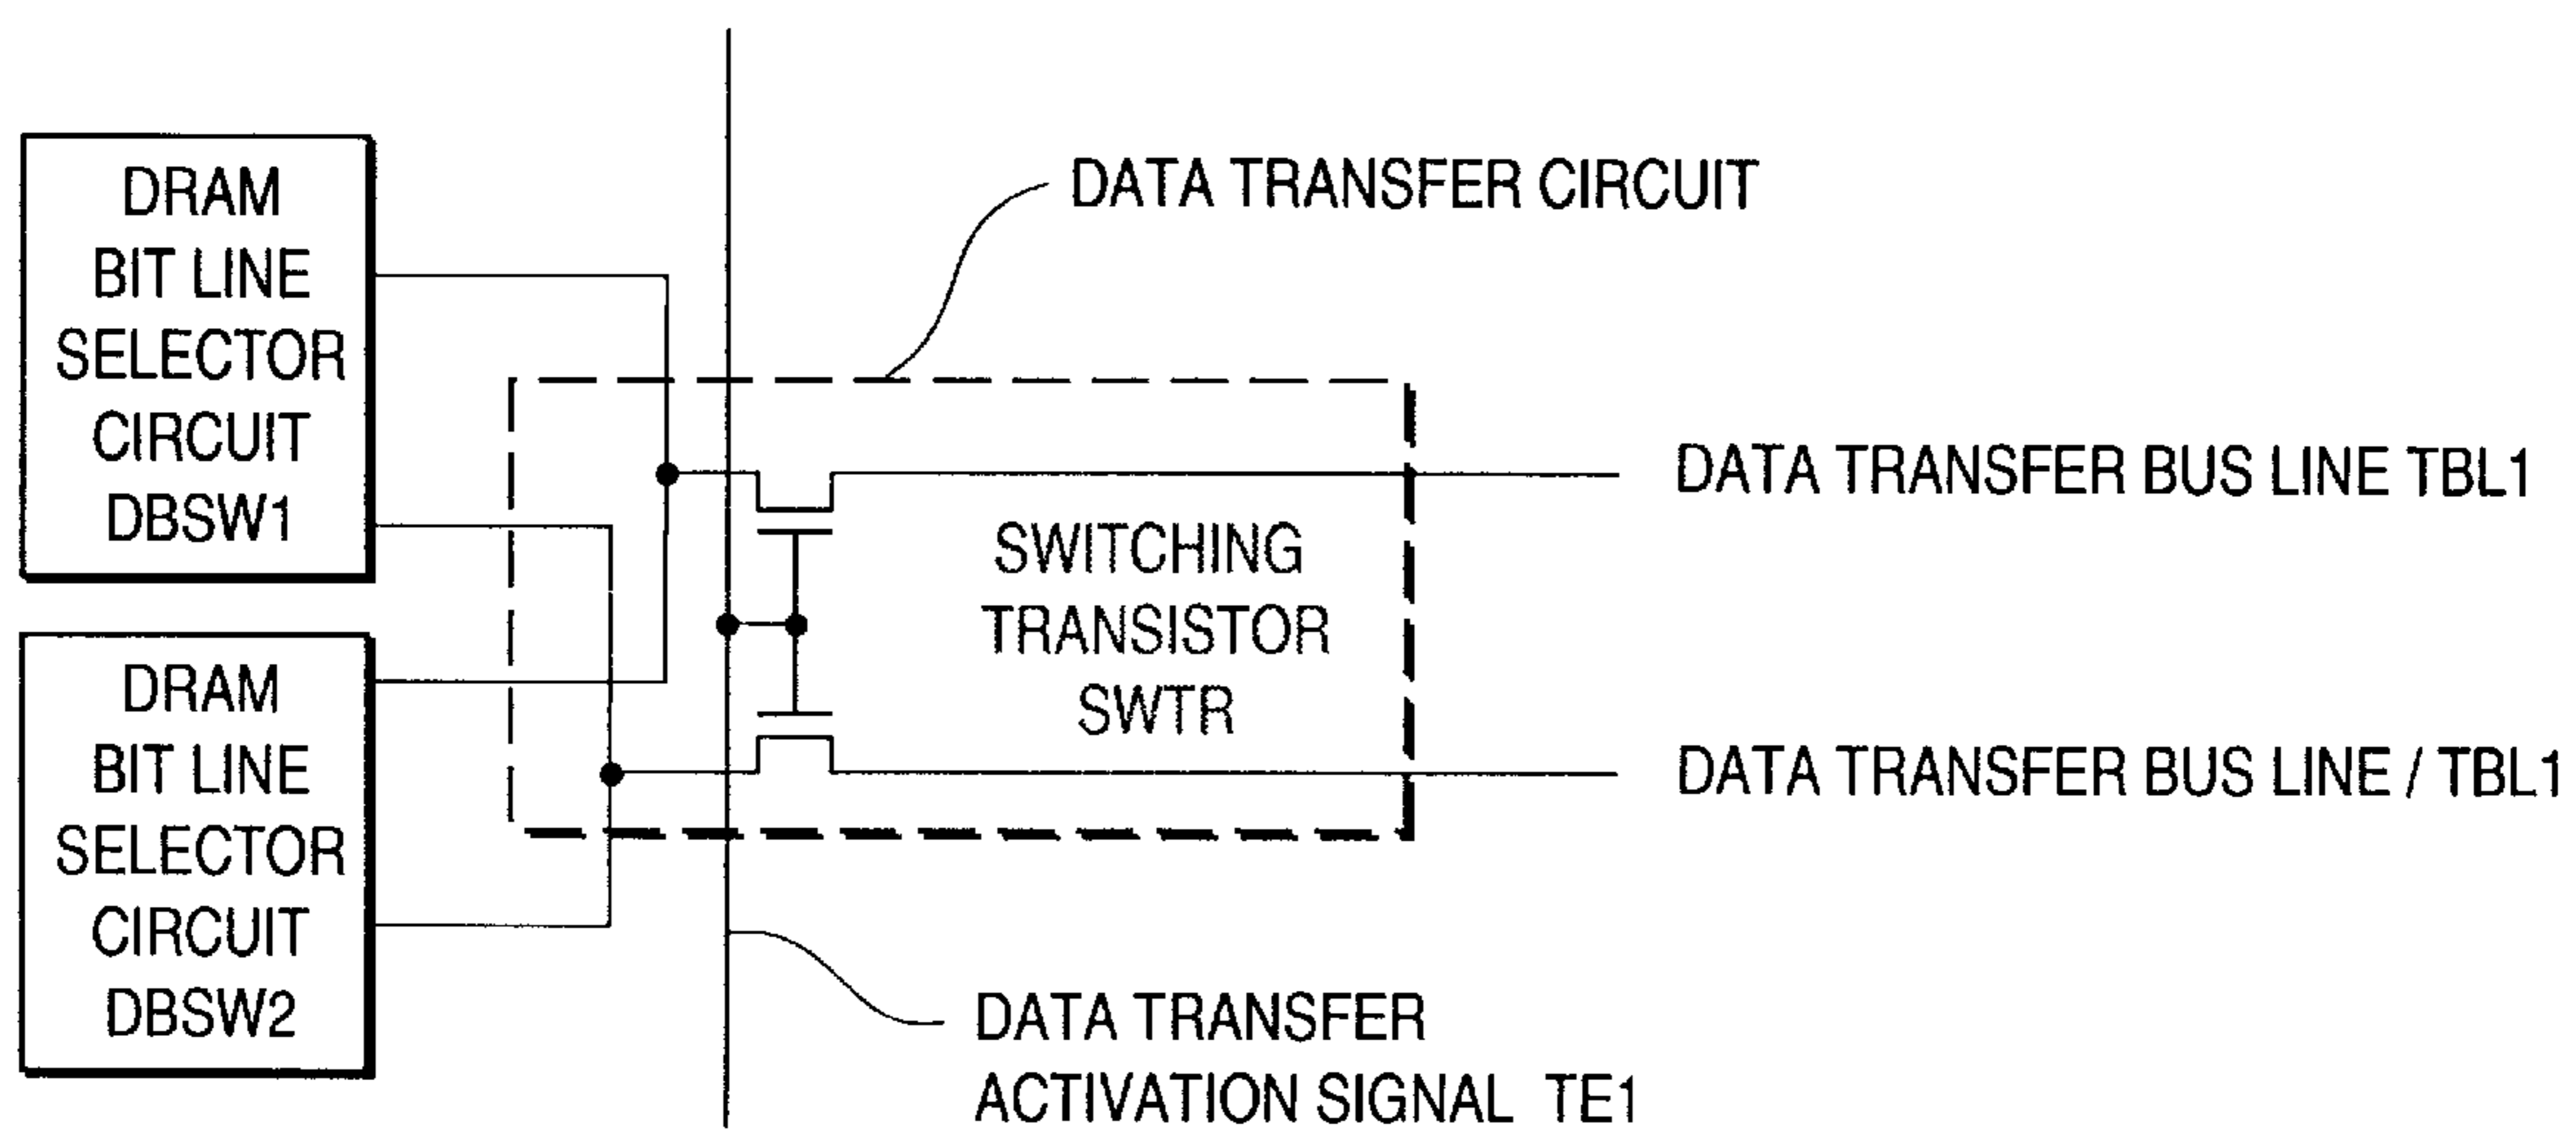 DRAM
BIT LINE
SELECTOR
CIRCUIT
DBSW1
DRAM
BIT LINE
SELECTOR
CIRCUIT
DBSW2
DATA TRANSFER CIRCUIT
DATA TRANSFER BUS LINE TBL1
SWITCHING
TRANSISTOR
SWTR
DATA TRANSFER BUS LINE / TBL1
DATA TRANSFER
ACTIVATION SIGNAL TE1